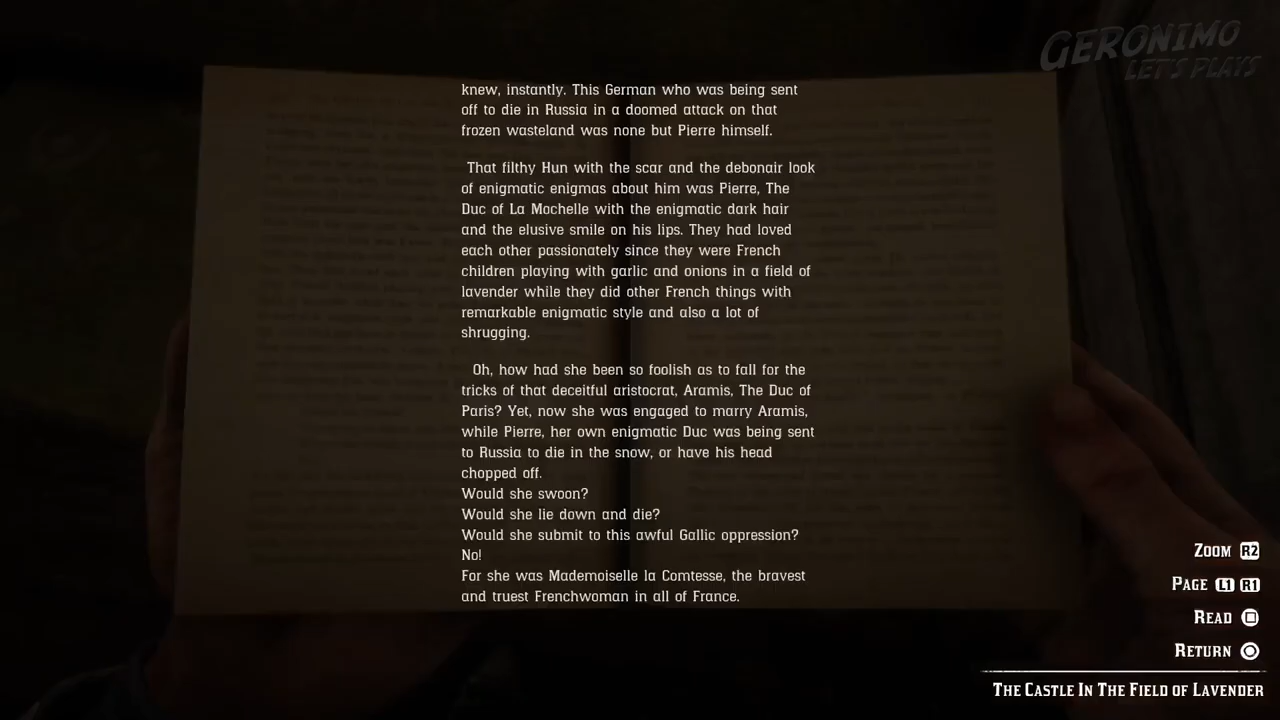 GERONIMO
LET'S PLAYS
knew, instantly. This German who was being sent
off to die in Russia in a doomed attack on that
frozen wasteland was none but Pierre himself.
That filthy Hun with the scar and the debonair look
of enigmatic enigmas about him was Pierre, The
Duc of La Mochelle with the enigmatic dark hair
and the elusive smile on his lips. They had loved
each other passionately since they were French
children playing with garlic and onions in a field of
lavender while they did other French things with
remarkable enigmatic style and also a lot of
shrugging.
Oh, how had she been so foolish as to fall for the
tricks of that deceitful aristocrat, Aramis, The Duc of
Paris? Yet, now she was engaged to marry Aramis,
while Pierre, her own enigmatic Duc was being sent
to Russia to die in the snow, or have his head
chopped off.
Would she swoon?
Would she lie down and die?
Would she submit to this awful Gallic oppression?
No!
For she was Mademoiselle la Comtesse, the bravest
and truest Frenchwoman in all of France.
ZOOM R2
PAGE L1 R1
READ
RETURN
THE CASTLE IN THE FIELD OF LAVENDER